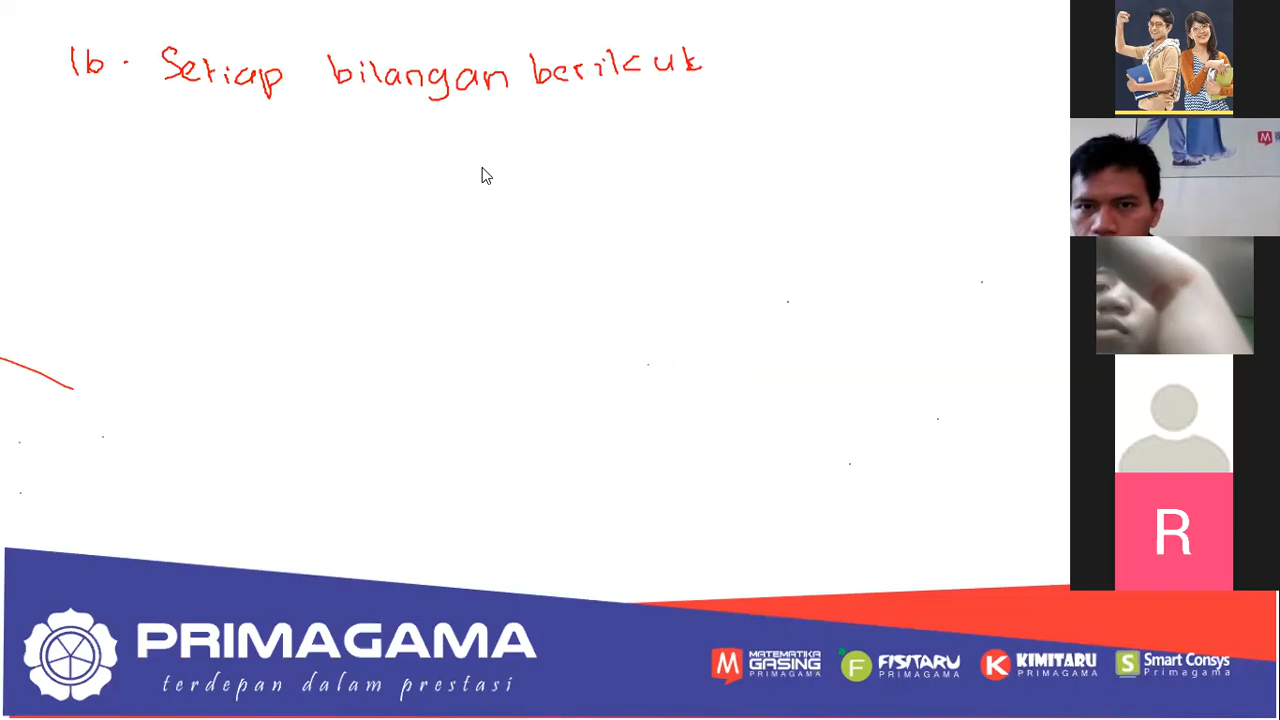 16. Setiap bilangan berikut
R
PRIMAGAMA
terdepan dalam prestasi
M MATEMATIKA GASING PRIMAGAMA
F FISITARU PRIMAGAMA
K KIMITARU PRIMAGAMA
S Smart Consys Primagama